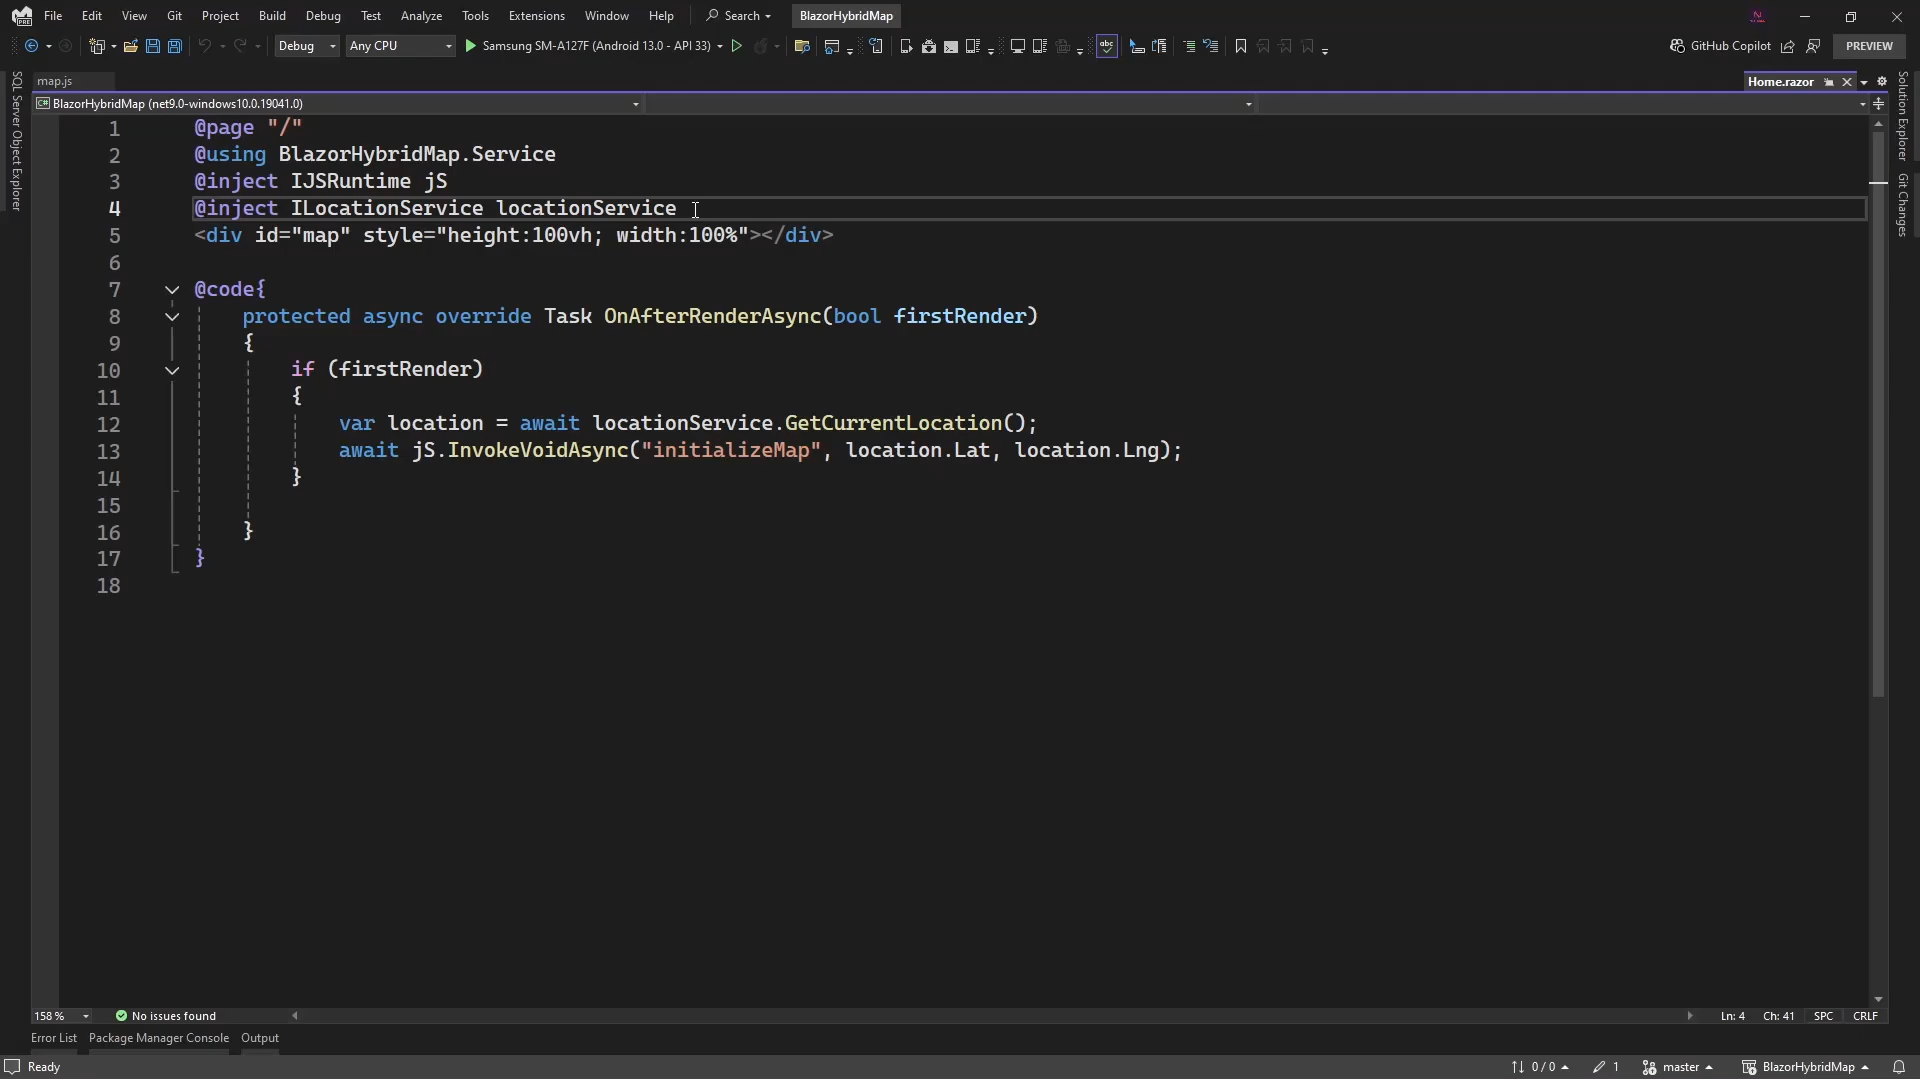 File Edit View Git Project Build Debug Test Analyze Tools Extensions Window Help Search BlazorHybridMap
Debug Any CPU Samsung SM-A127F (Android 13.0 - API 33) abc GitHub Copilot PREVIEW
map.js Home.razor
C# BlazorHybridMap (net9.0-windows10.0.19041.0)
SQL Server Object Explorer
Solution Explorer
Git Changes
1 @page "/"
2 @using BlazorHybridMap.Service
3 @inject IJSRuntime jS
4 @inject ILocationService locationService
5 <div id="map" style="height:100vh; width:100%"></div>
6
7 @code{
8 protected async override Task OnAfterRenderAsync(bool firstRender)
9 {
10 if (firstRender)
11 {
12 var location = await locationService.GetCurrentLocation();
13 await jS.InvokeVoidAsync("initializeMap", location.Lat, location.Lng);
14 }
15
16 }
17 }
18
158 % No issues found Ln: 4 Ch: 41 SPC CRLF
Error List Package Manager Console Output
Ready 0 / 0 1 master BlazorHybridMap